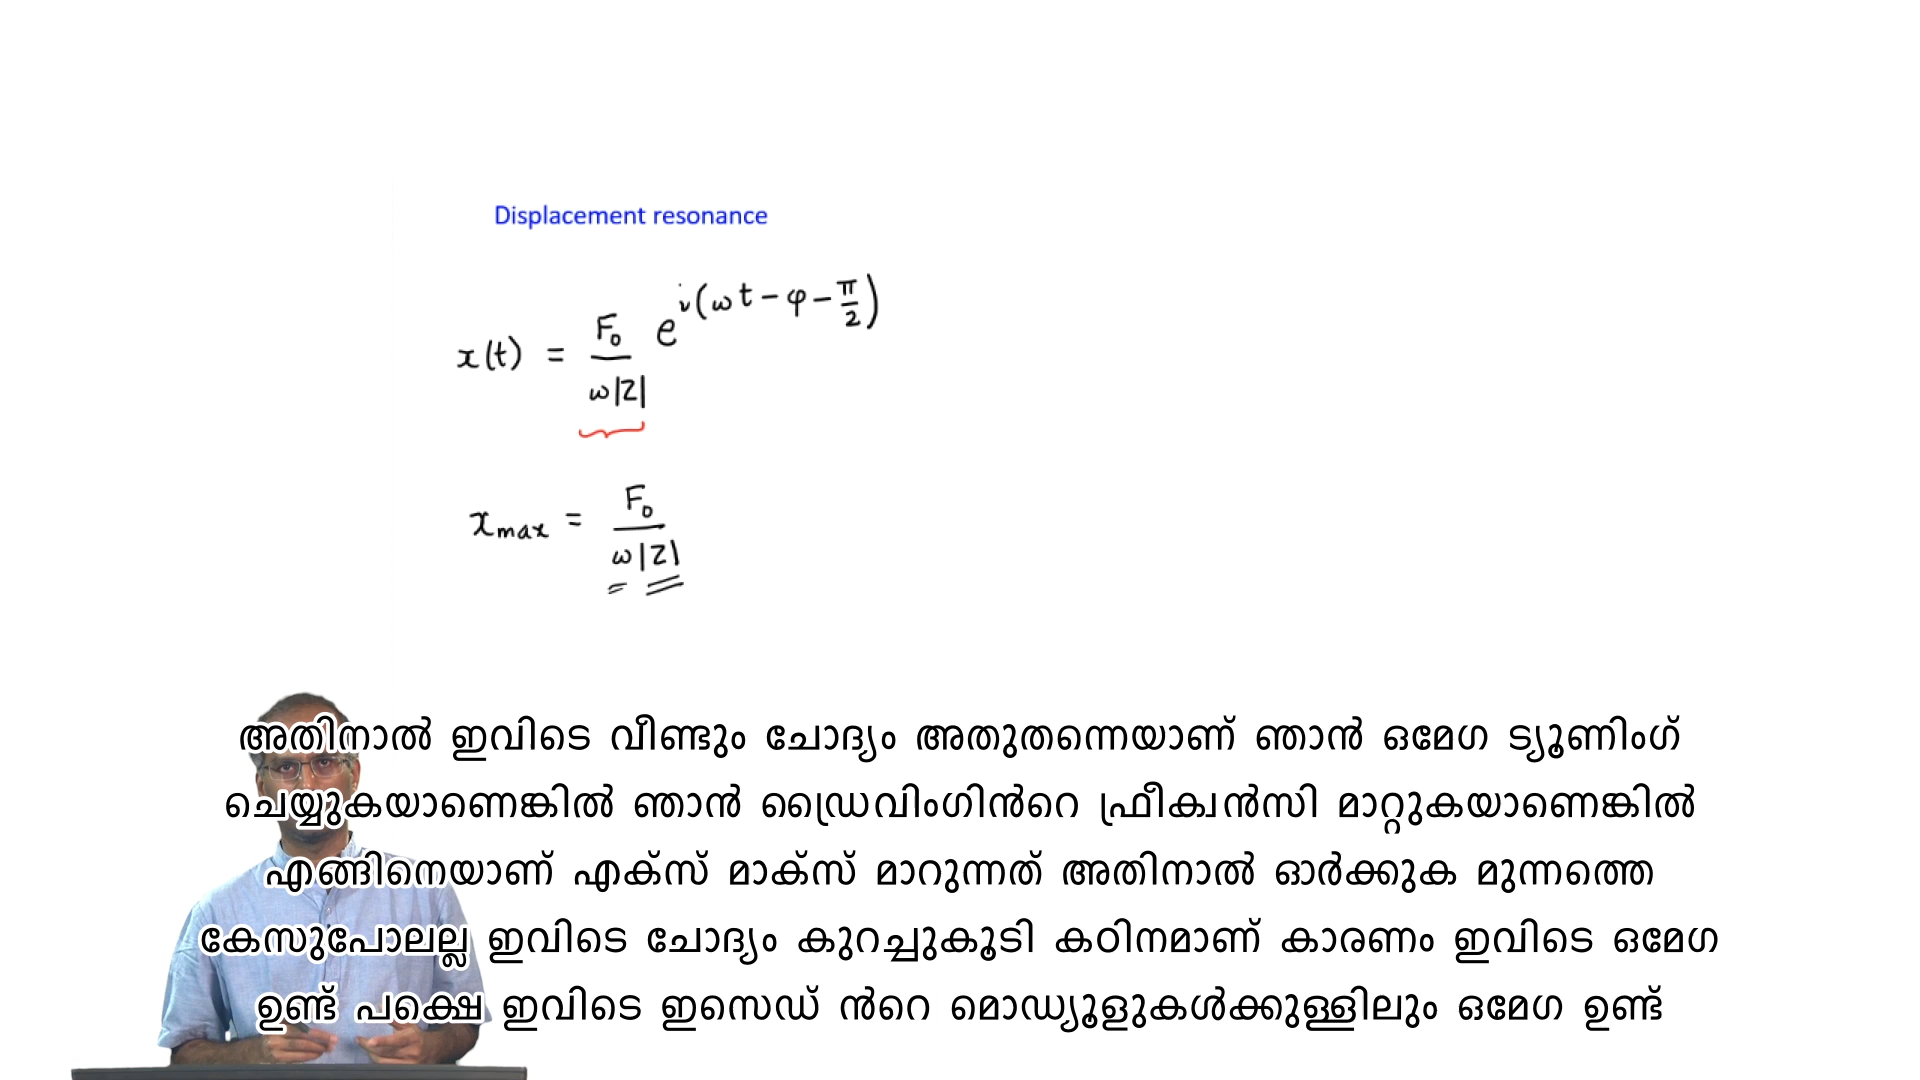 Displacement resonance
x(t) = F₀ / ω|Z| e^{i(ωt − φ − π/2)}
x_max = F₀ / ω|Z|
അതിനാൽ ഇവിടെ വീണ്ടും ചോദ്യം അതുതന്നെയാണ് ഞാൻ ഒമേഗ ട്യൂണിംഗ്
ചെയ്യുകയാണെങ്കിൽ ഞാൻ ഡ്രൈവിംഗിൻറെ ഫ്രീക്വൻസി മാറ്റുകയാണെങ്കിൽ
എങ്ങിനെയാണ് എക്സ് മാക്സ് മാറുന്നത് അതിനാൽ ഓർക്കുക മുന്നത്തെ
കേസുപോലല്ല ഇവിടെ ചോദ്യം കുറച്ചുകൂടി കഠിനമാണ് കാരണം ഇവിടെ ഒമേഗ
ഉണ്ട് പക്ഷെ ഇവിടെ ഇസെഡ് ൻറെ മൊഡ്യൂളുകൾക്കുള്ളിലും ഒമേഗ ഉണ്ട്